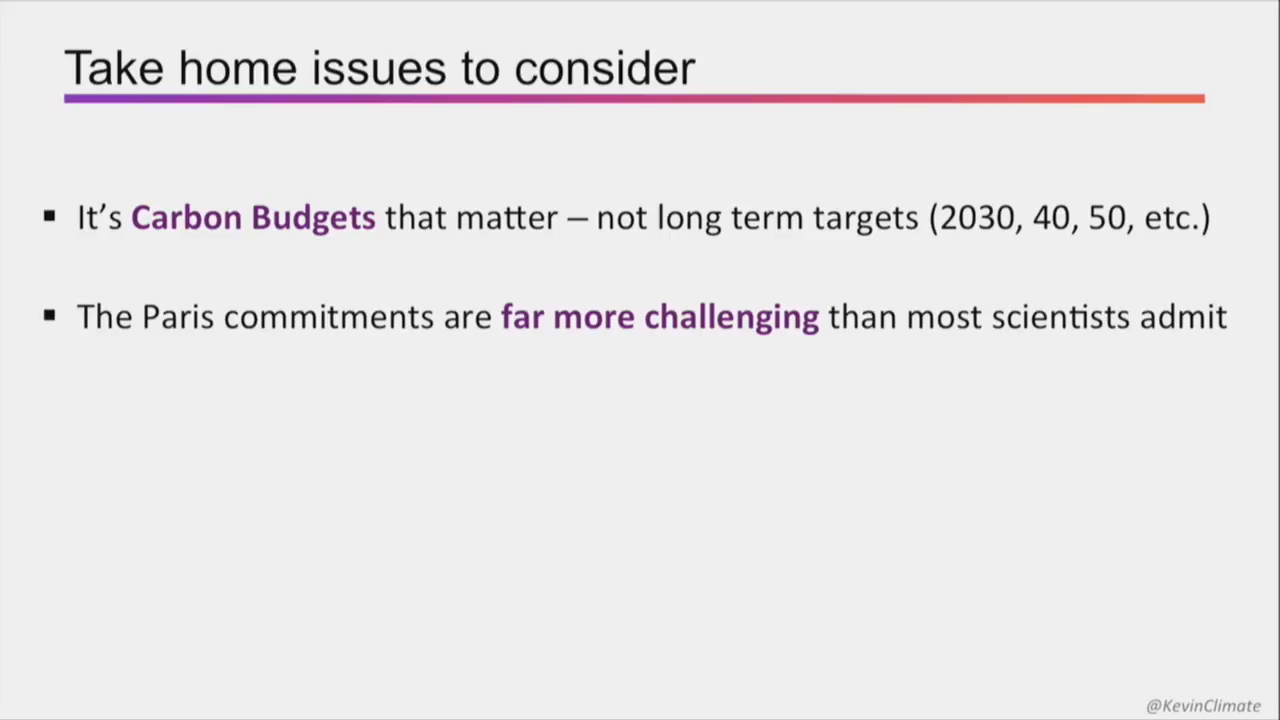 Take home issues to consider
▪ It’s Carbon Budgets that matter – not long term targets (2030, 40, 50, etc.)
▪ The Paris commitments are far more challenging than most scientists admit
@KevinClimate